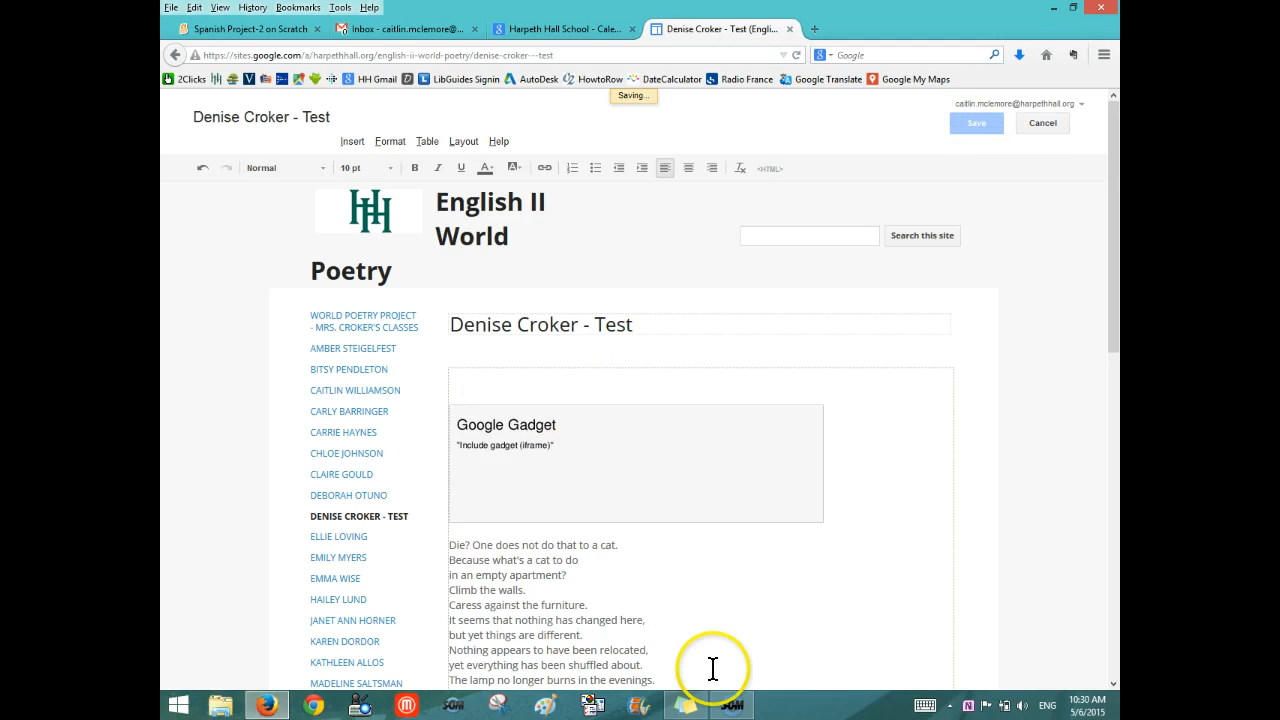 File Edit View History Bookmarks Tools Help
Spanish Project-2 on Scratch × Inbox - caitlin.mclemore@... × Harpeth Hall School - Cale... × Denise Croker - Test (Engli... ×
https://sites.google.com/a/harpethhall.org/english-ii-world-poetry/denise-croker---test
Google
2Clicks HH Gmail LibGuides Signin AutoDesk HowtoRow DateCalculator Radio France Google Translate Google My Maps
Saving...
caitlin.mclemore@harpethhall.org
Denise Croker - Test
Save Cancel
Insert Format Table Layout Help
Normal 10 pt B I U A A <HTML>
English II
World
Poetry
Search this site
WORLD POETRY PROJECT
- MRS. CROKER'S CLASSES
AMBER STEIGELFEST
BITSY PENDLETON
CAITLIN WILLIAMSON
CARLY BARRINGER
CARRIE HAYNES
CHLOE JOHNSON
CLAIRE GOULD
DEBORAH OTUNO
DENISE CROKER - TEST
ELLIE LOVING
EMILY MYERS
EMMA WISE
HAILEY LUND
JANET ANN HORNER
KAREN DORDOR
KATHLEEN ALLOS
MADELINE SALTSMAN
Denise Croker - Test
Google Gadget
"Include gadget (iframe)"
Die? One does not do that to a cat.
Because what's a cat to do
in an empty apartment?
Climb the walls.
Caress against the furniture.
It seems that nothing has changed here,
but yet things are different.
Nothing appears to have been relocated,
yet everything has been shuffled about.
The lamp no longer burns in the evenings.
SOM SOM
ENG
10:30 AM
5/6/2015